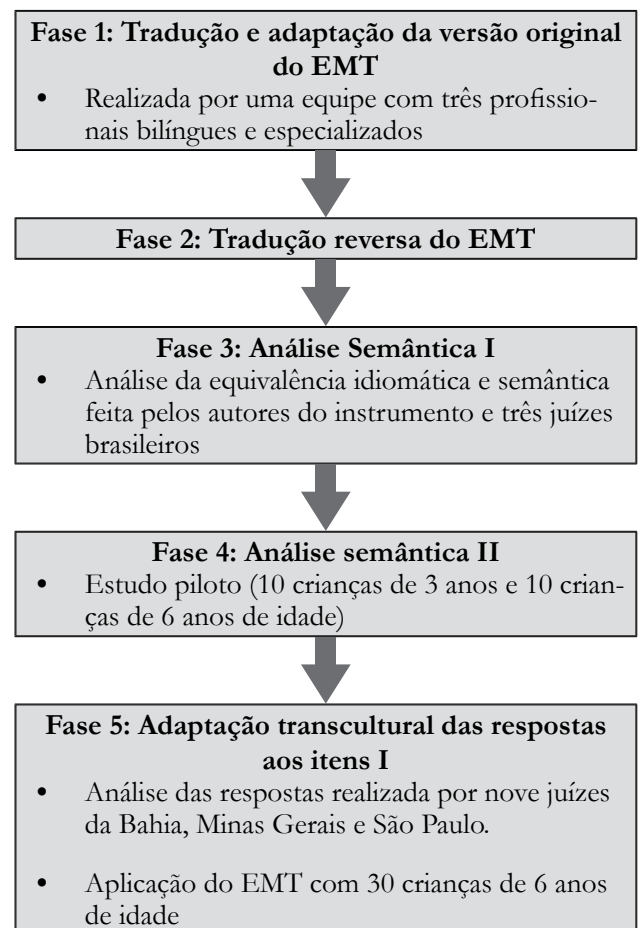 Fase 1: Tradução e adaptação da versão original
do EMT
• Realizada por uma equipe com três profissio-
nais bilíngues e especializados
Fase 2: Tradução reversa do EMT
Fase 3: Análise Semântica I
• Análise da equivalência idiomática e semântica
feita pelos autores do instrumento e três juízes
brasileiros
Fase 4: Análise semântica II
• Estudo piloto (10 crianças de 3 anos e 10 crian-
ças de 6 anos de idade)
Fase 5: Adaptação transcultural das respostas
aos itens I
• Análise das respostas realizada por nove juízes
da Bahia, Minas Gerais e São Paulo.
• Aplicação do EMT com 30 crianças de 6 anos
de idade